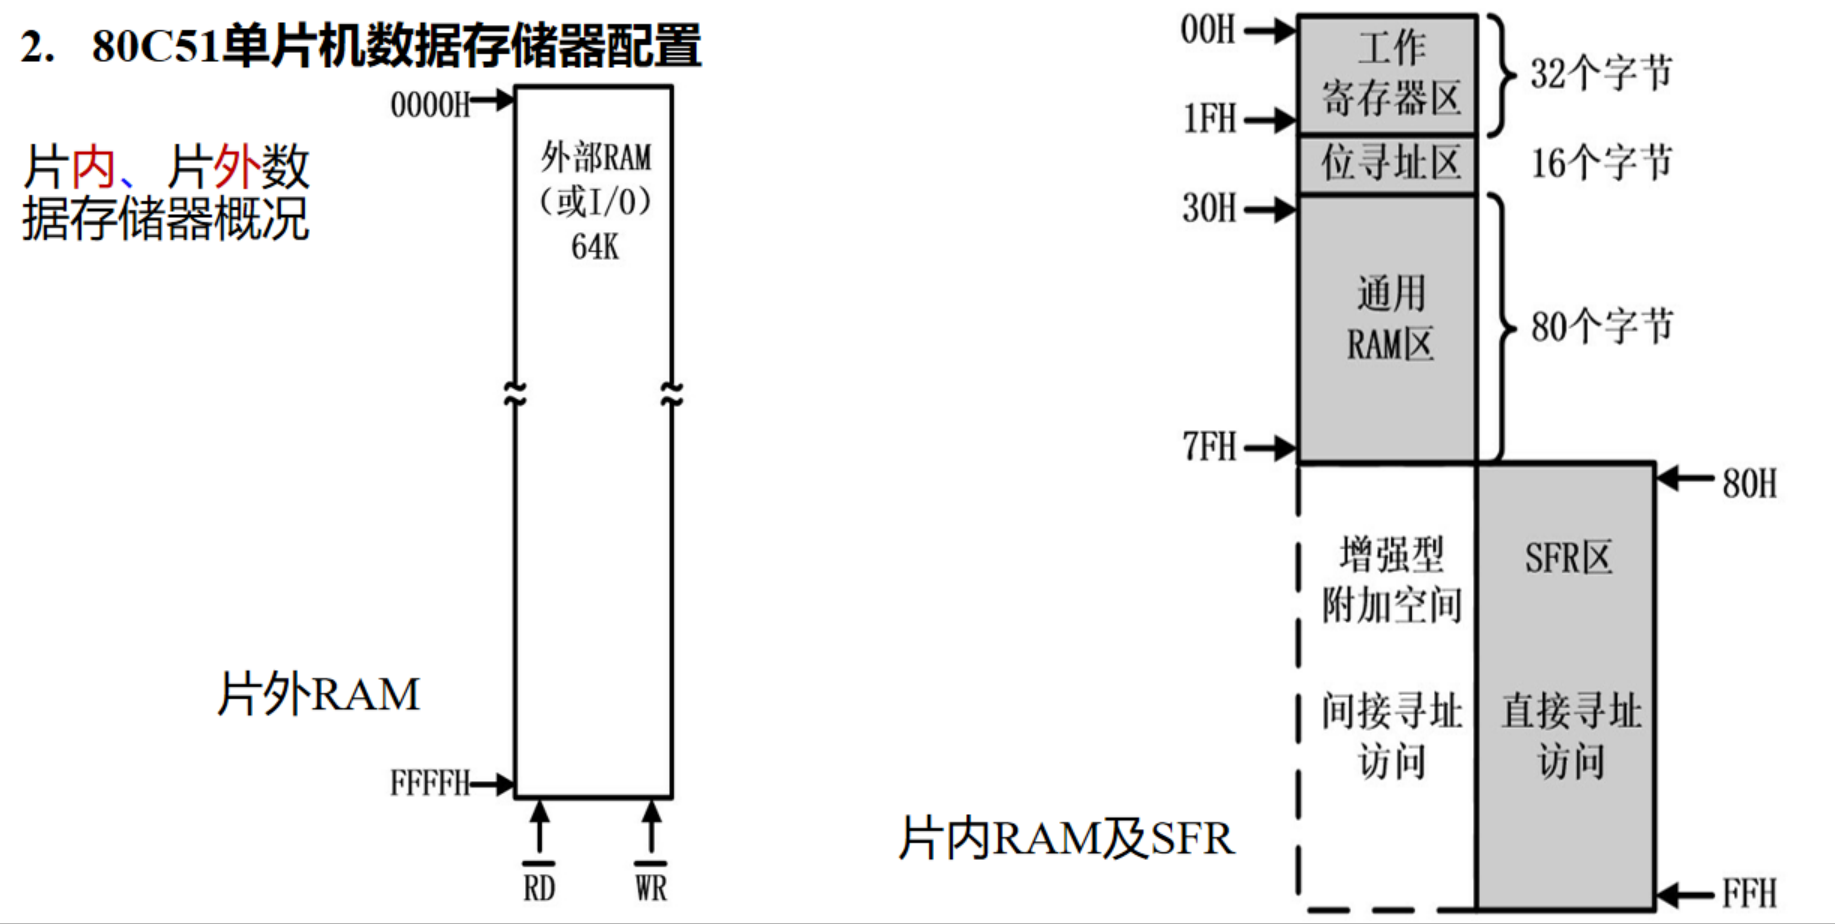 2. 80C51单片机数据存储器配置
片内、片外数
据存储器概况
0000H
外部RAM
（或I/O）
64K
片外RAM
FFFFH
RD
WR
00H
工作
寄存器区
32个字节
1FH
位寻址区
16个字节
30H
通用
RAM区
80个字节
7FH
80H
增强型
附加空间
间接寻址
访问
SFR区
直接寻址
访问
片内RAM及SFR
FFH